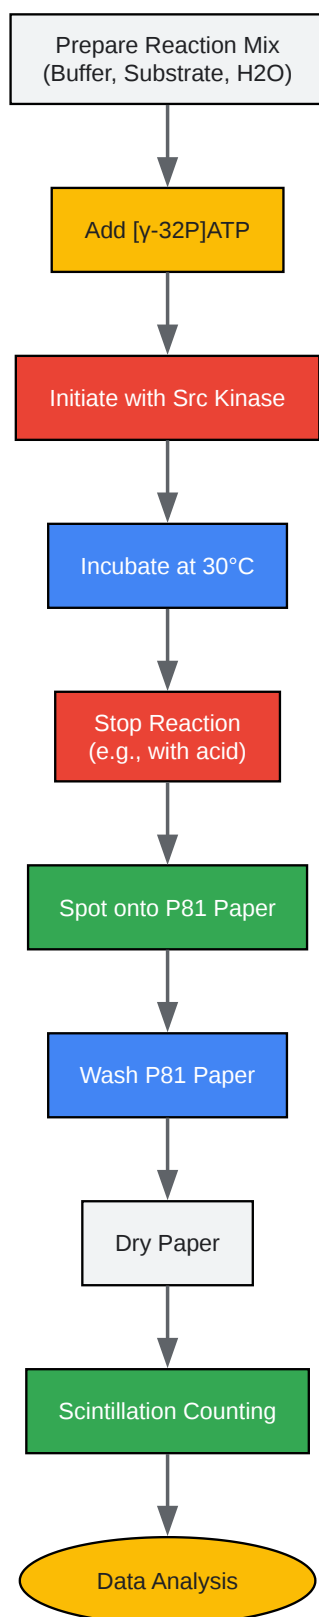 Prepare Reaction Mix
(Buffer, Substrate, H2O)
Add [γ-32P]ATP
Initiate with Src Kinase
Incubate at 30°C
Stop Reaction
(e.g., with acid)
Spot onto P81 Paper
Wash P81 Paper
Dry Paper
Scintillation Counting
Data Analysis